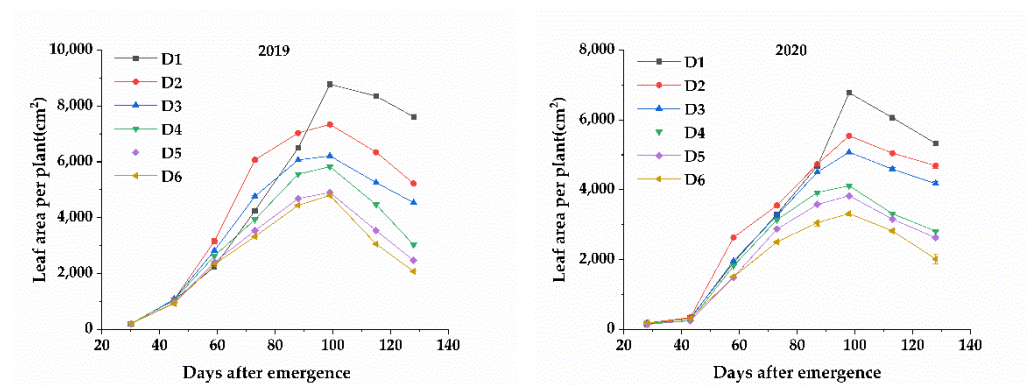 2019
Leaf area per plant(cm²)
10,000
8,000
6,000
4,000
2,000
0
D1
D2
D3
D4
D5
D6
20 40 60 80 100 120 140
Days after emergence
2020
Leaf area per plant(cm²)
8,000
6,000
4,000
2,000
0
D1
D2
D3
D4
D5
D6
20 40 60 80 100 120 140
Days after emergence